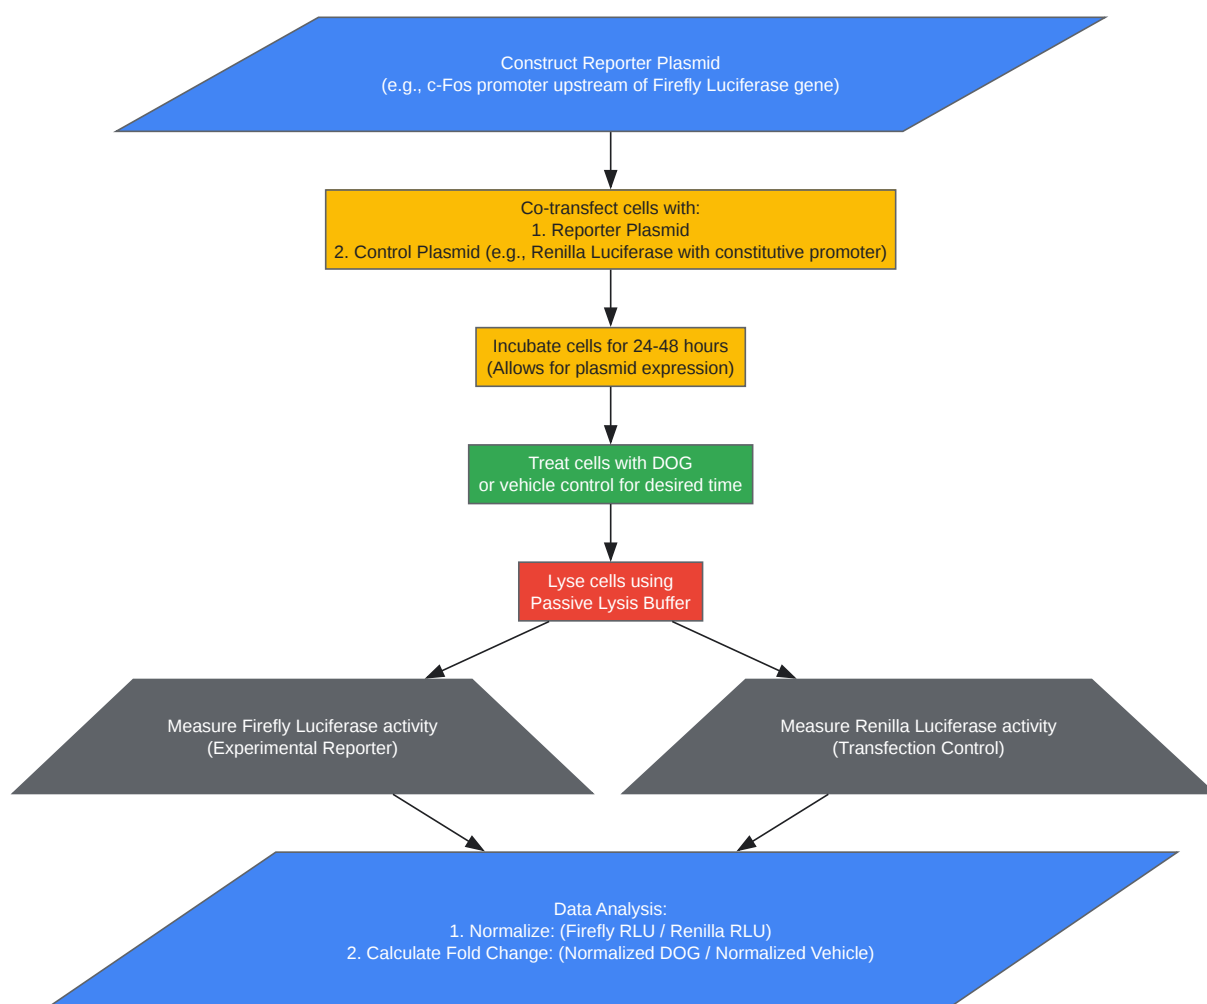 Construct Reporter Plasmid
(e.g., c-Fos promoter upstream of Firefly Luciferase gene)
Co-transfect cells with:
1. Reporter Plasmid
2. Control Plasmid (e.g., Renilla Luciferase with constitutive promoter)
Incubate cells for 24-48 hours
(Allows for plasmid expression)
Treat cells with DOG
or vehicle control for desired time
Lyse cells using
Passive Lysis Buffer
Measure Firefly Luciferase activity
(Experimental Reporter)
Measure Renilla Luciferase activity
(Transfection Control)
Data Analysis:
1. Normalize: (Firefly RLU / Renilla RLU)
2. Calculate Fold Change: (Normalized DOG / Normalized Vehicle)